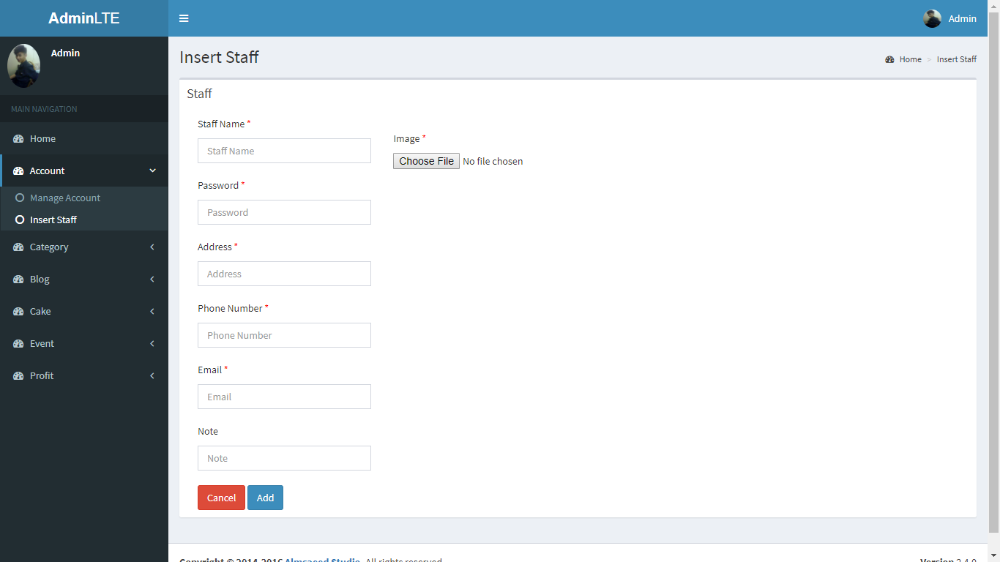 AdminLTE
Admin
Admin
MAIN NAVIGATION
Home
Account
Manage Account
Insert Staff
Category
Blog
Cake
Event
Profit
Insert Staff
Home > Insert Staff
Staff
Staff Name *
Staff Name
Image *
Choose File No file chosen
Password *
Password
Address *
Address
Phone Number *
Phone Number
Email *
Email
Note
Note
Cancel Add
Copyright © 2014-2016 Almsaeed Studio. All rights reserved.
Version 2.4.0